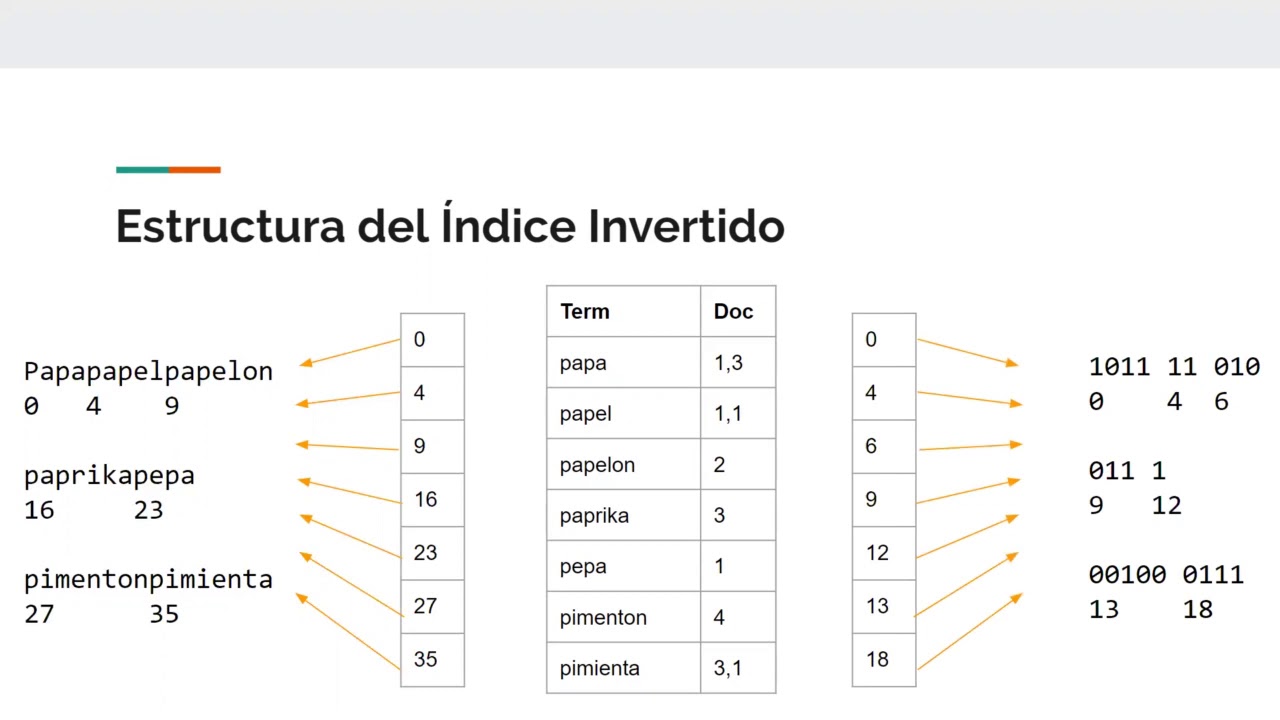 Estructura del Índice Invertido
Papapapelpapelon
0 4 9
paprikapepa
16 23
pimentonpimienta
27 35
0
4
9
16
23
27
35
Term Doc
papa 1,3
papel 1,1
papelon 2
paprika 3
pepa 1
pimenton 4
pimienta 3,1
0
4
6
9
12
13
18
1011 11 010
0 4 6
011 1
9 12
00100 0111
13 18